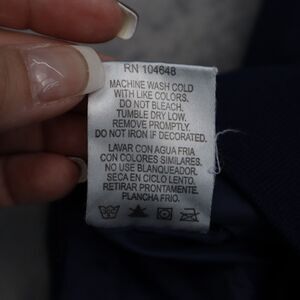 RN 104648
MACHINE WASH COLD
WITH LIKE COLORS.
DO NOT BLEACH.
TUMBLE DRY LOW.
REMOVE PROMPTLY.
DO NOT IRON IF DECORATED.
LAVAR CON AGUA FRIA
CON COLORES SIMILARES.
NO USE BLANQUEADOR.
SECA EN CICLO LENTO.
RETIRAR PRONTAMENTE.
PLANCHA FRIO.